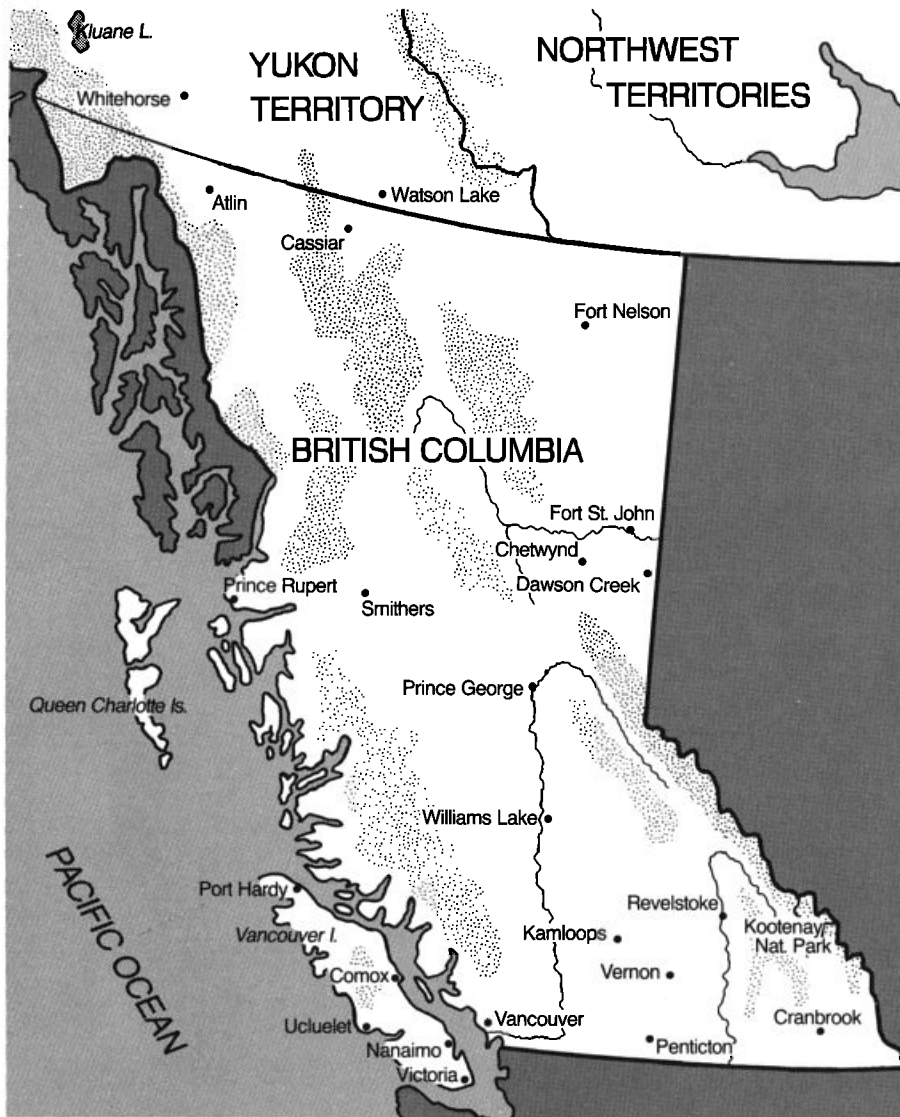 Kluane L.
YUKON
TERRITORY
NORTHWEST
TERRITORIES
Whitehorse
Atlin
Watson Lake
Cassiar
Fort Nelson
BRITISH COLUMBIA
Fort St. John
Chetwynd
Dawson Creek
Prince Rupert
Smithers
Queen Charlotte Is.
Prince George
Williams Lake
PACIFIC OCEAN
Port Hardy
Vancouver I.
Revelstoke
Kamloops
Kootenay
Nat. Park
Vernon
Comox
Ucluelet
Vancouver
Cranbrook
Nanaimo
Penticton
Victoria